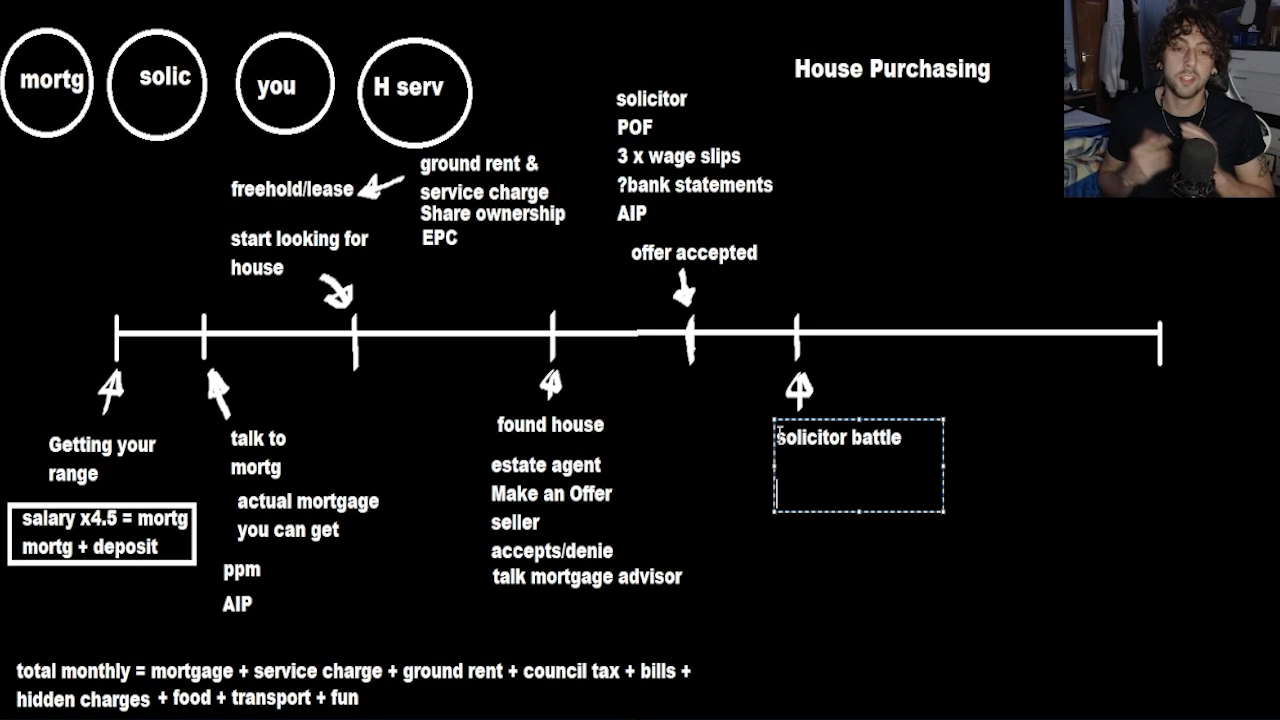 mortg
solic
you
H serv
House Purchasing
solicitor
POF
3 x wage slips
?bank statements
AIP
offer accepted
ground rent &
service charge
Share ownership
EPC
freehold/lease
start looking for
house
Getting your
range
salary x4.5 = mortg
mortg + deposit
talk to
mortg
actual mortgage
you can get
ppm
AIP
found house
estate agent
Make an Offer
seller
accepts/denie
talk mortgage advisor
solicitor battle
total monthly = mortgage + service charge + ground rent + council tax + bills +
hidden charges + food + transport + fun